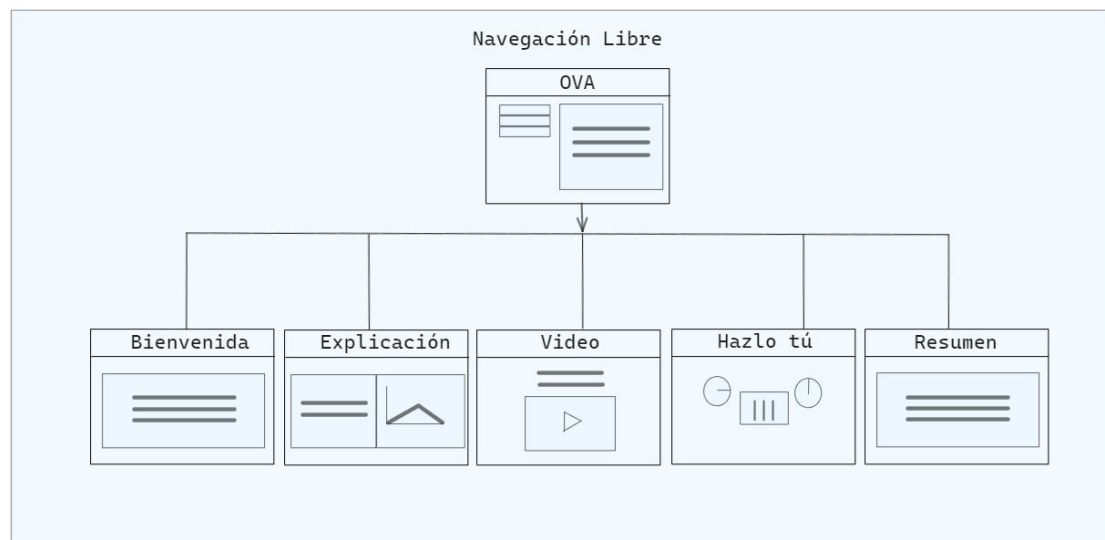 Navegación Libre
OVA
Bienvenida
Explicación
Video
Hazlo tú
Resumen